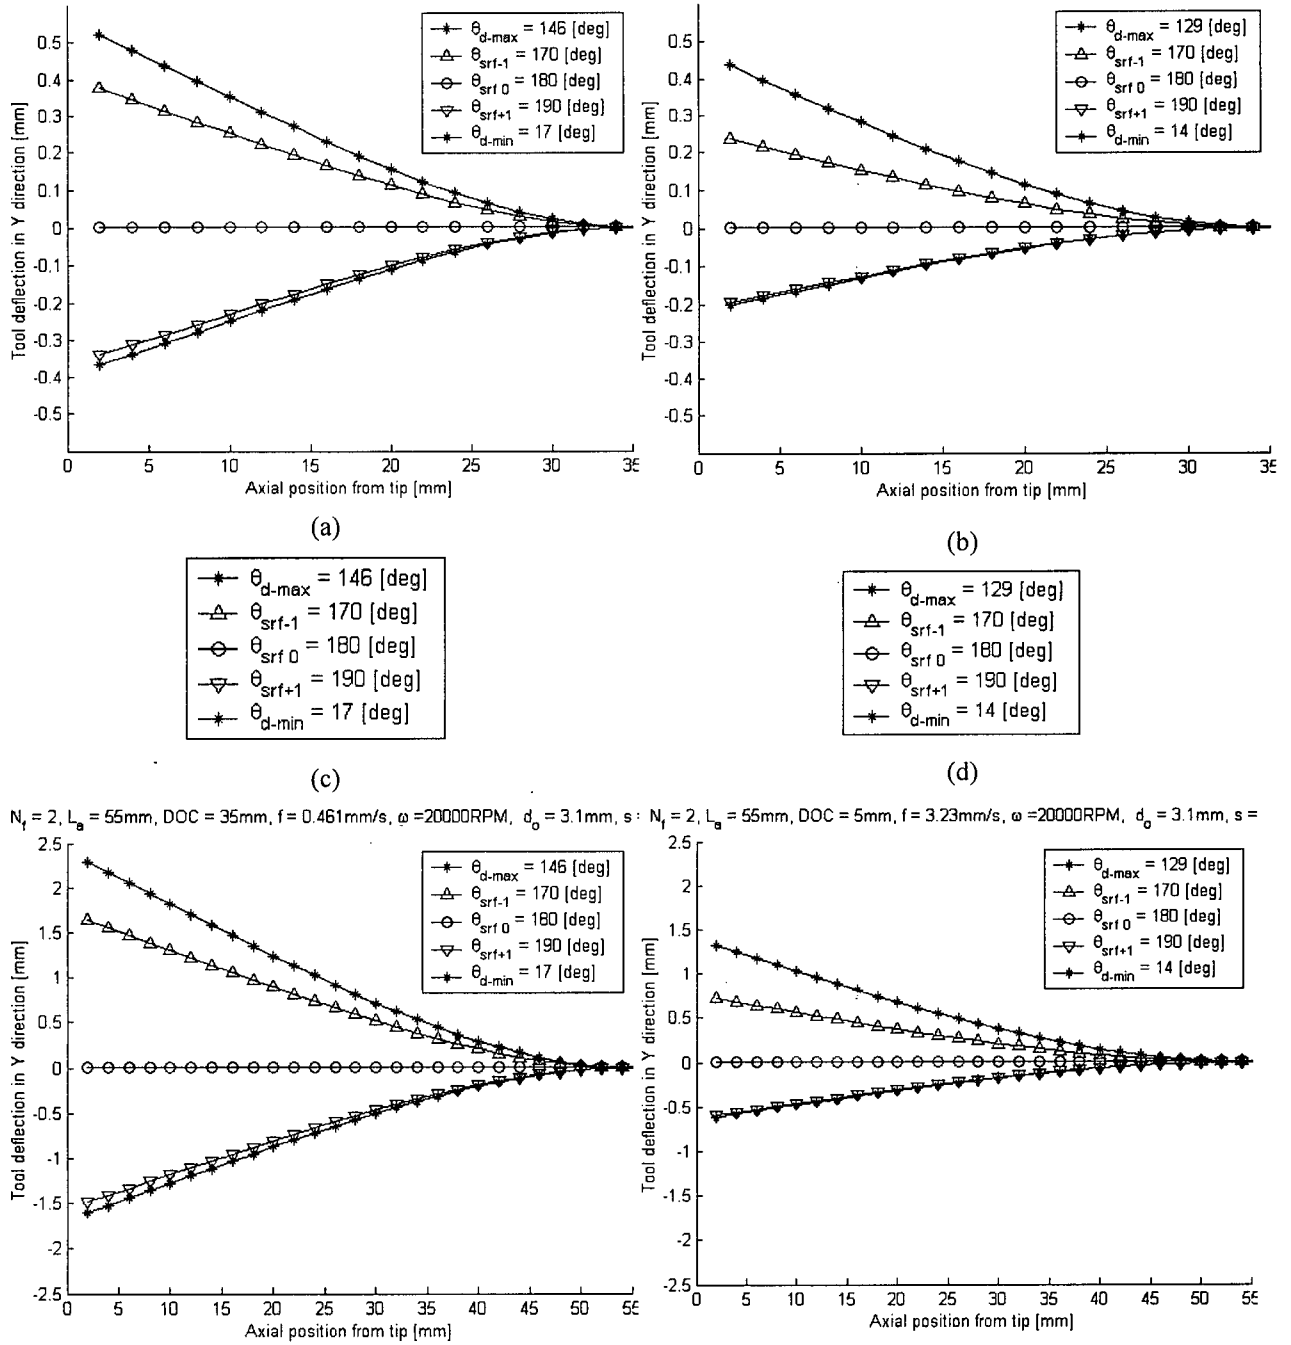 θd-max = 146 [deg]
θsrf-1 = 170 [deg]
θsrf 0 = 180 [deg]
θsrf+1 = 190 [deg]
θd-min = 17 [deg]
0.5
0.4
0.3
0.2
0.1
0
-0.1
-0.2
-0.3
-0.4
-0.5
Tool deflection in Y direction [mm]
0 5 10 15 20 25 30 35
Axial position from tip [mm]
(a)
θd-max = 129 [deg]
θsrf-1 = 170 [deg]
θsrf 0 = 180 [deg]
θsrf+1 = 190 [deg]
θd-min = 14 [deg]
0.5
0.4
0.3
0.2
0.1
0
-0.1
-0.2
-0.3
-0.4
-0.5
Tool deflection in Y direction [mm]
0 5 10 15 20 25 30 35
Axial position from tip [mm]
(b)
θd-max = 146 [deg]
θsrf-1 = 170 [deg]
θsrf 0 = 180 [deg]
θsrf+1 = 190 [deg]
θd-min = 17 [deg]
(c)
θd-max = 129 [deg]
θsrf-1 = 170 [deg]
θsrf 0 = 180 [deg]
θsrf+1 = 190 [deg]
θd-min = 14 [deg]
(d)
Nf = 2, La = 55mm, DOC = 35mm, f = 0.461mm/s, ω =20000RPM, do = 3.1mm, s:
θd-max = 146 [deg]
θsrf-1 = 170 [deg]
θsrf 0 = 180 [deg]
θsrf+1 = 190 [deg]
θd-min = 17 [deg]
2.5
2
1.5
1
0.5
0
-0.5
-1
-1.5
-2
-2.5
Tool deflection in Y direction [mm]
0 5 10 15 20 25 30 35 40 45 50 55
Axial position from tip [mm]
Nf = 2, La = 55mm, DOC = 5mm, f = 3.23mm/s, ω =20000RPM, do = 3.1mm, s =
θd-max = 129 [deg]
θsrf-1 = 170 [deg]
θsrf 0 = 180 [deg]
θsrf+1 = 190 [deg]
θd-min = 14 [deg]
2.5
2
1.5
1
0.5
0
-0.5
-1
-1.5
-2
-2.5
Tool deflection in Y direction [mm]
0 5 10 15 20 25 30 35 40 45 50 55
Axial position from tip [mm]